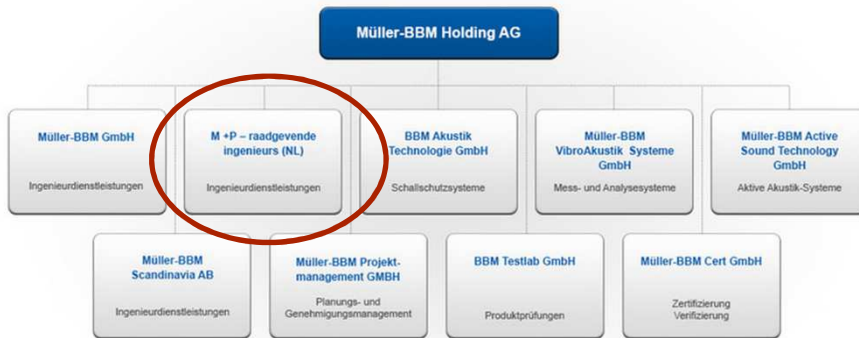 Müller-BBM Holding AG
Müller-BBM GmbH
Ingenieurdienstleistungen
M +P – raadgevende
ingenieurs (NL)
Ingenieurdienstleistungen
BBM Akustik
Technologie GmbH
Schallschutzsysteme
Müller-BBM
VibroAkustik Systeme
GmbH
Mess- und Analysesysteme
Müller-BBM Active
Sound Technology
GmbH
Aktive Akustik-Systeme
Müller-BBM
Scandinavia AB
Ingenieurdienstleistungen
Müller-BBM Projekt-
management GMBH
Planungs- und
Genehmigungsmanagement
BBM Testlab GmbH
Produktprüfungen
Müller-BBM Cert GmbH
Zertifizierung
Verifizierung